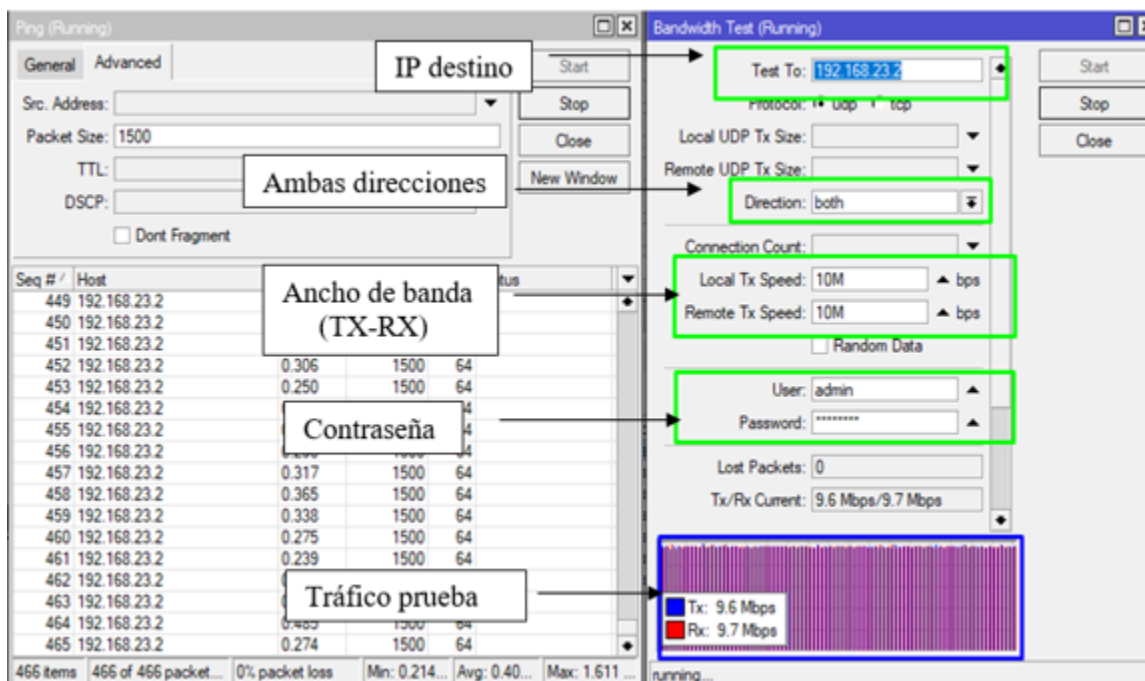 Ping (Running)
General Advanced
Src. Address:
Packet Size: 1500
TTL:
DSCP:
Dont Fragment
Start
Stop
Close
New Window
Seq # Host
449 192.168.23.2
450 192.168.23.2
451 192.168.23.2
452 192.168.23.2 0.306 1500 64
453 192.168.23.2 0.250 1500 64
454 192.168.23.2
455 192.168.23.2
456 192.168.23.2
457 192.168.23.2 0.317 1500 64
458 192.168.23.2 0.365 1500 64
459 192.168.23.2 0.338 1500 64
460 192.168.23.2 0.275 1500 64
461 192.168.23.2 0.239 1500 64
462 192.168.23.2
463 192.168.23.2
464 192.168.23.2 0.485 1500 64
465 192.168.23.2 0.274 1500 64
466 items 466 of 466 packet... 0% packet loss Min: 0.214... Avg: 0.40... Max: 1.611 ...
IP destino
Ambas direcciones
Ancho de banda
(TX-RX)
Contraseña
Tráfico prueba
Bandwidth Test (Running)
Test To: 192.168.23.2
Protocol: udp tcp
Local UDP Tx Size:
Remote UDP Tx Size:
Direction: both
Connection Count:
Local Tx Speed: 10M bps
Remote Tx Speed: 10M bps
Random Data
User: admin
Password: ********
Lost Packets: 0
Tx/Rx Current: 9.6 Mbps/9.7 Mbps
Tx: 9.6 Mbps
Rx: 9.7 Mbps
running...
Start
Stop
Close